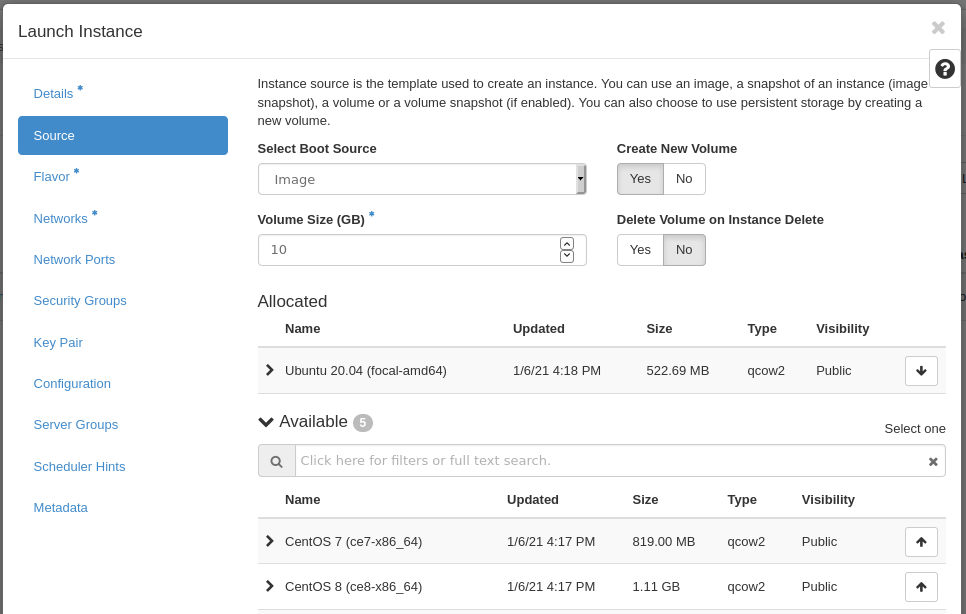 Launch Instance
Details *
Source
Flavor *
Networks *
Network Ports
Security Groups
Key Pair
Configuration
Server Groups
Scheduler Hints
Metadata
Instance source is the template used to create an instance. You can use an image, a snapshot of an instance (image
snapshot), a volume or a volume snapshot (if enabled). You can also choose to use persistent storage by creating a
new volume.
Select Boot Source
Image
Create New Volume
Yes No
Volume Size (GB) *
10
Delete Volume on Instance Delete
Yes No
Allocated
Name Updated Size Type Visibility
Ubuntu 20.04 (focal-amd64) 1/6/21 4:18 PM 522.69 MB qcow2 Public
Available 5
Select one
Click here for filters or full text search.
Name Updated Size Type Visibility
CentOS 7 (ce7-x86_64) 1/6/21 4:17 PM 819.00 MB qcow2 Public
CentOS 8 (ce8-x86_64) 1/6/21 4:17 PM 1.11 GB qcow2 Public